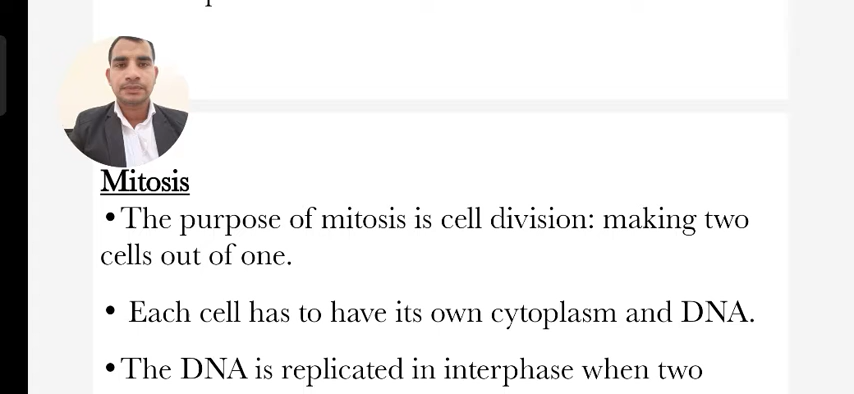 Mitosis
•The purpose of mitosis is cell division: making two
cells out of one.
• Each cell has to have its own cytoplasm and DNA.
•The DNA is replicated in interphase when two